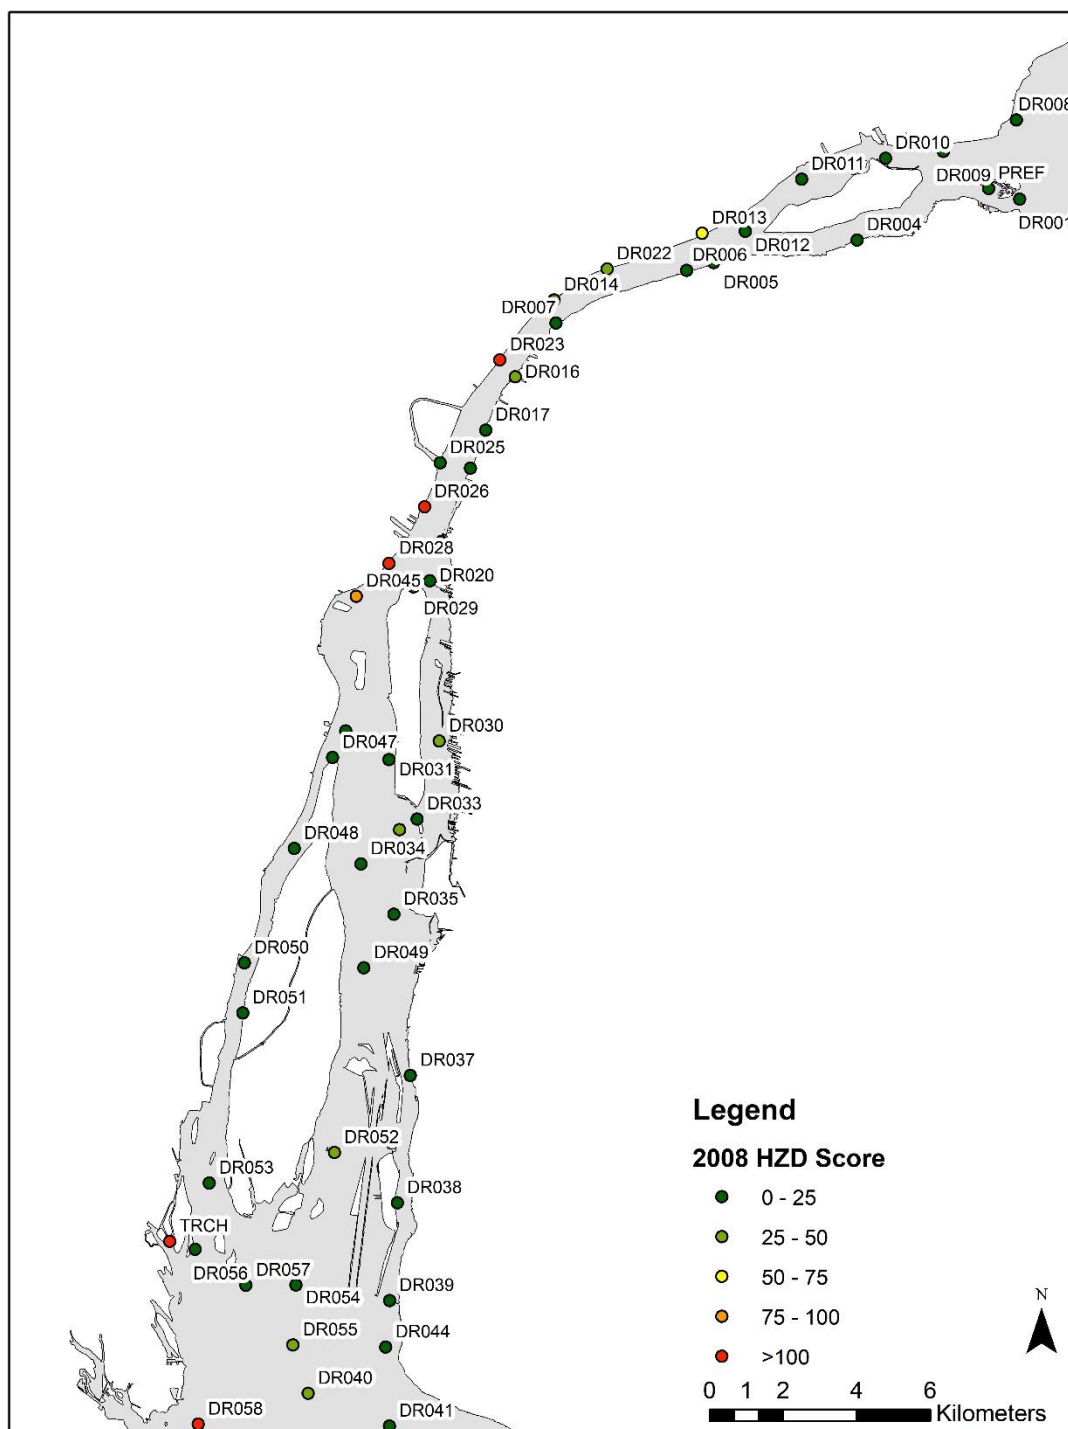 DR008
DR010
DR011
DR009 PREF
DR001
DR013
DR004
DR012
DR022
DR006
DR005
DR014
DR007
DR023
DR016
DR017
DR025
DR026
DR028
DR045
DR020
DR029
DR030
DR047
DR031
DR033
DR048
DR034
DR035
DR050
DR049
DR051
DR037
DR052
DR053
DR038
TRCH
DR056
DR057
DR054
DR039
DR055
DR044
DR040
DR058
DR041
Legend
2008 HZD Score
0 - 25
25 - 50
50 - 75
75 - 100
>100
N
0 1 2 4 6
Kilometers